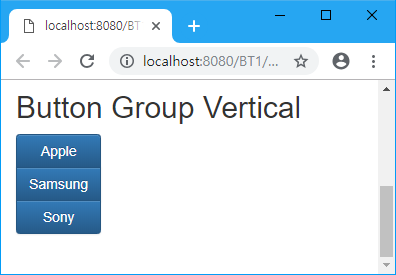 localhost:8080/BT
localhost:8080/BT1/...
Button Group Vertical
Apple
Samsung
Sony